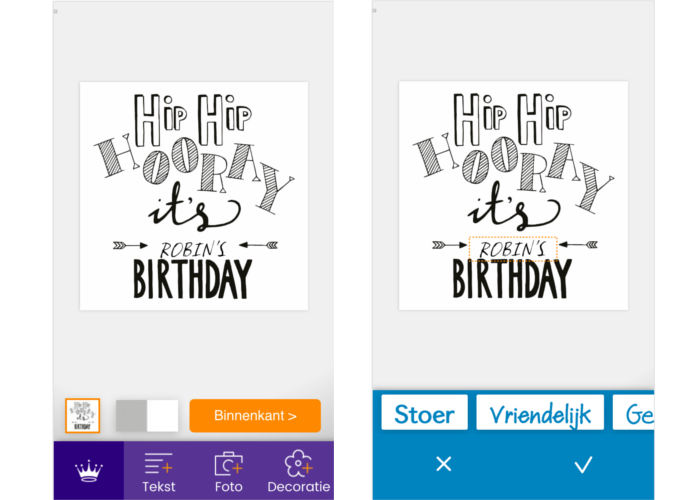 HIP HIP
HOORAY
it's
ROBIN'S
BIRTHDAY
HIP HIP
HOORAY
it's
ROBIN'S
BIRTHDAY
Binnenkant >
Tekst
Foto
Decoratie
Stoer
Vriendelijk
Ge